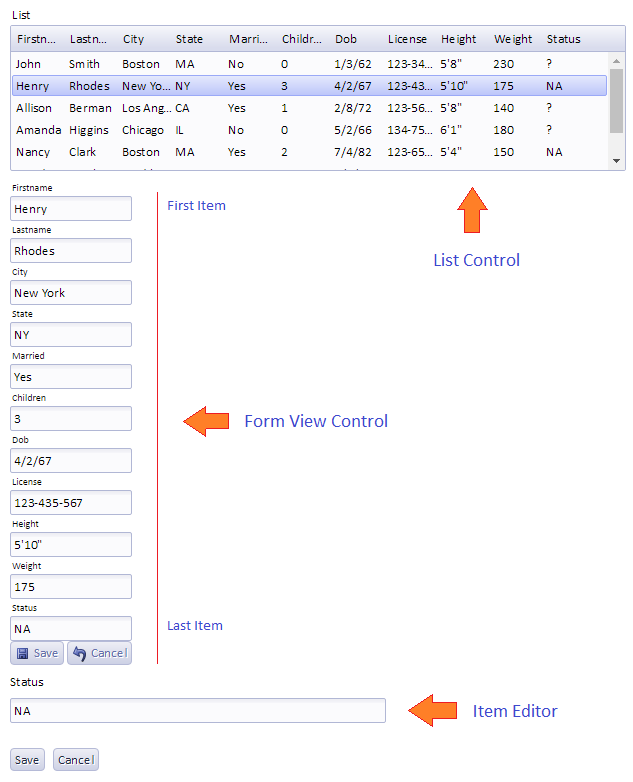 List
Firstn... Lastn... City State Marri... Childr... Dob License Height Weight Status
John Smith Boston MA No 0 1/3/62 123-34... 5'8" 230 ?
Henry Rhodes New Yo... NY Yes 3 4/2/67 123-43... 5'10" 175 NA
Allison Berman Los Ang... CA Yes 1 2/8/72 123-56... 5'8" 140 ?
Amanda Higgins Chicago IL No 0 5/2/66 134-75... 6'1" 180 ?
Nancy Clark Boston MA Yes 2 7/4/82 123-65... 5'4" 150 NA
Firstname
Henry
First Item
Lastname
Rhodes
List Control
City
New York
State
NY
Married
Yes
Children
3
Form View Control
Dob
4/2/67
License
123-435-567
Height
5'10"
Weight
175
Status
NA
Last Item
Save Cancel
Status
NA
Item Editor
Save Cancel